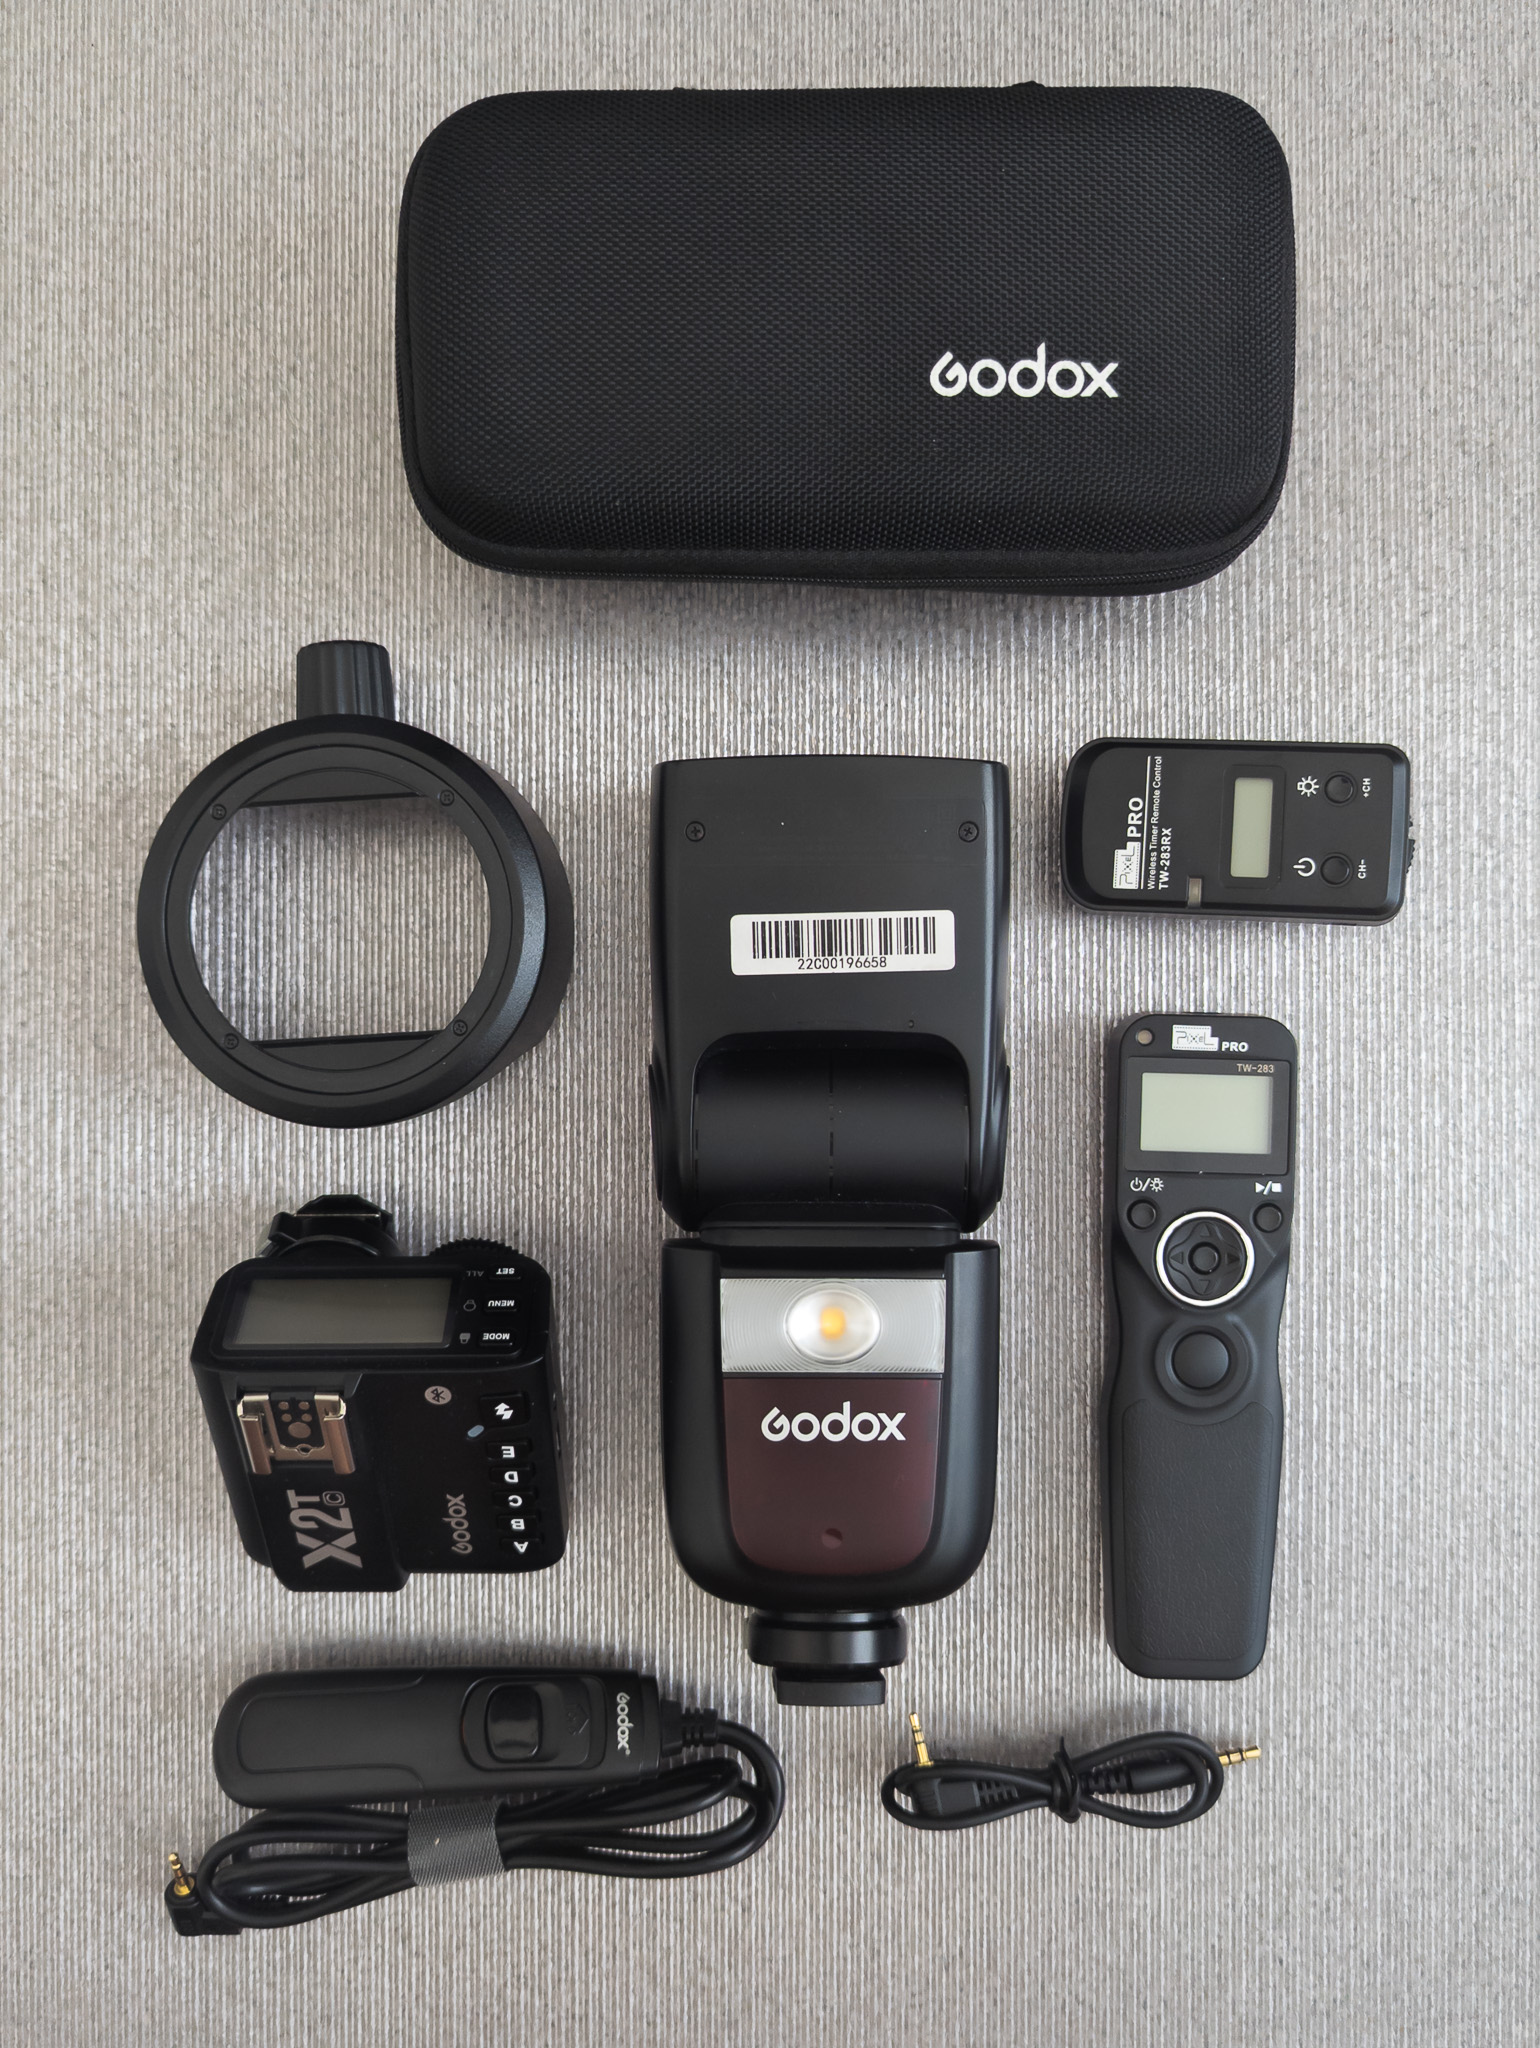 Godox
X2T
C
Godox
A
B
C
D
E
MODE
MENU
SET
ALL
Godox
22C00196658
PIXEL PRO
TW-283
PIXEL PRO
Wireless Timer Remote Control
TW-283RX
CH-
+CH
Godox